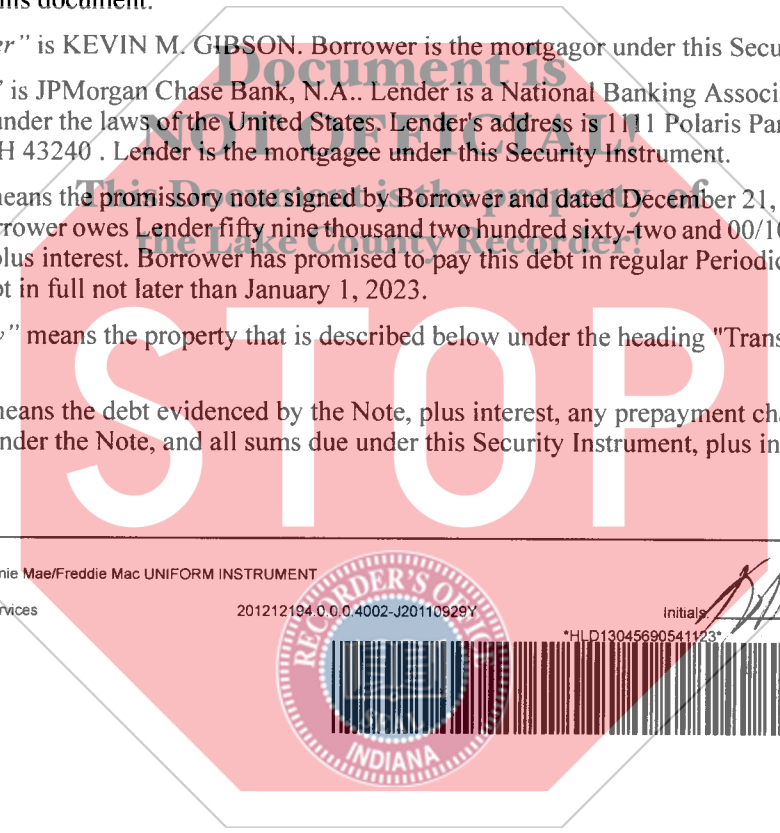 this document.
er" is KEVIN M. GIBSON. Borrower is the mortgagor under this Secu
Document is
" is JPMorgan Chase Bank, N.A.. Lender is a National Banking Associ
under the laws of the United States. Lender's address is 1111 Polaris Par
NOT OFFICIAL!
H 43240 . Lender is the mortgagee under this Security Instrument.
This Document is the property of
means the promissory note signed by Borrower and dated December 21,
rrower owes Lender fifty nine thousand two hundred sixty-two and 00/10
the Lake County Recorder!
plus interest. Borrower has promised to pay this debt in regular Periodic
bt in full not later than January 1, 2023.
y" means the property that is described below under the heading "Trans
STOP
means the debt evidenced by the Note, plus interest, any prepayment cha
under the Note, and all sums due under this Security Instrument, plus in
nie Mae/Freddie Mac UNIFORM INSTRUMENT
rvices
201212194.0.0.0.4002-J20110929Y
Initials:
*HLD13045690541123*
RECORDER'S OFFICE
SEAL
INDIANA